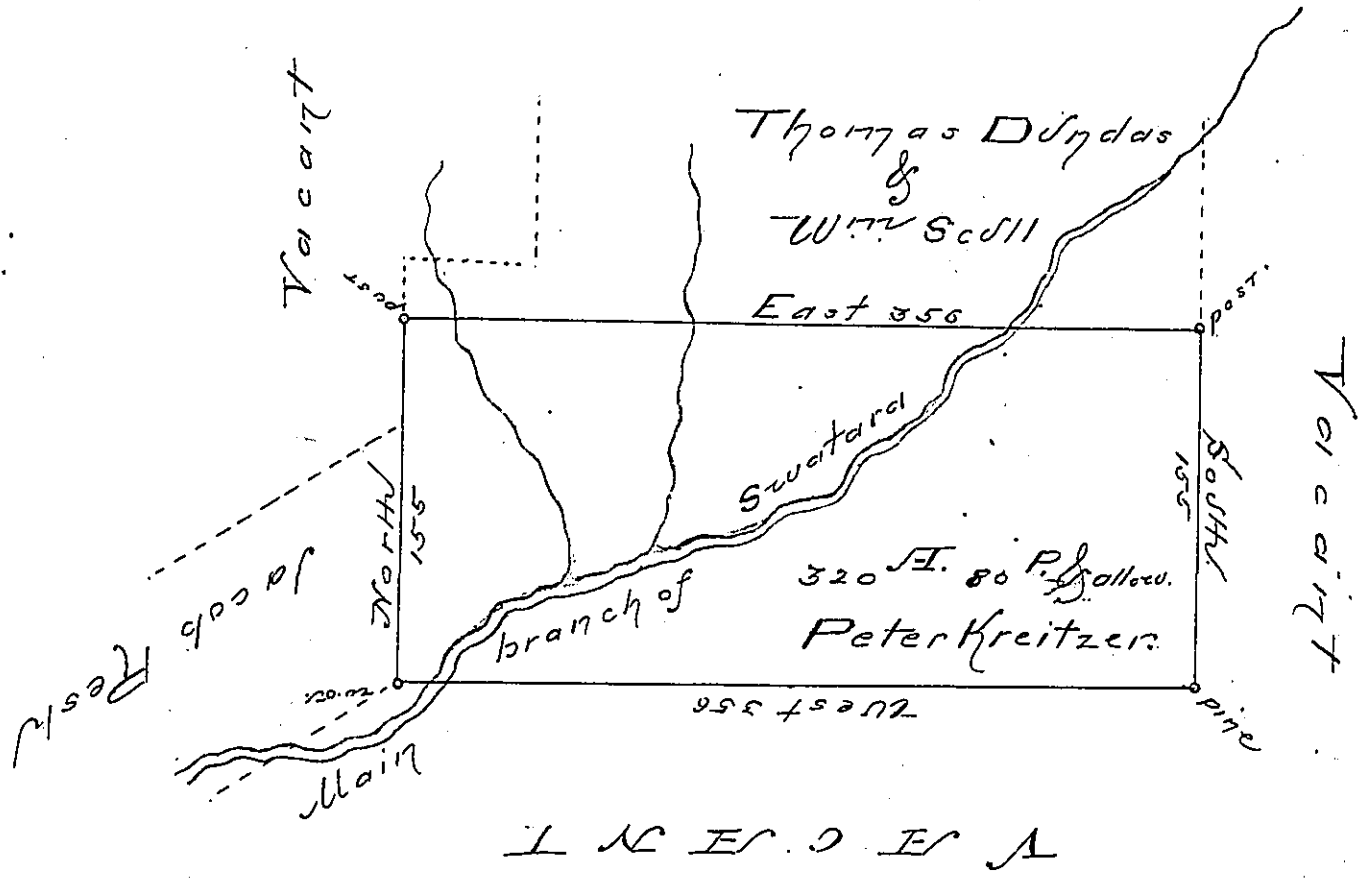 Vacant
Thomas Dundas
&
Wm Scull
post
East 356
post.
Vacant
North
155
Swatara
South.
155
Jacob Resh
branch of
320 A. 80 P. & allow.
Peter Kreitzer.
West 356
pine
Main
VACANT